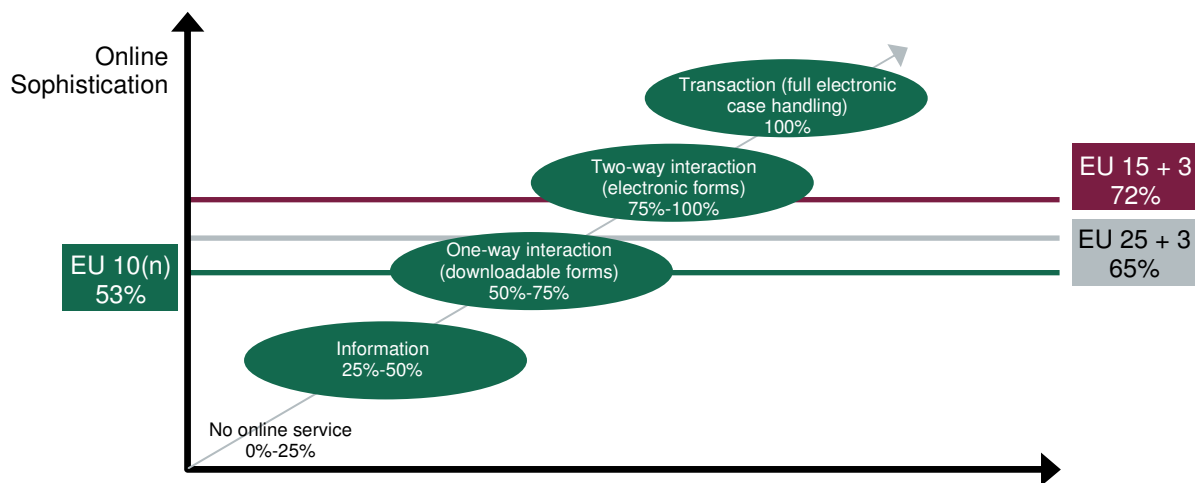 Online
Sophistication
Transaction (full electronic
case handling)
100%
Two-way interaction
(electronic forms)
75%-100%
EU 15 + 3
72%
EU 25 + 3
65%
One-way interaction
(downloadable forms)
50%-75%
EU 10(n)
53%
Information
25%-50%
No online service
0%-25%